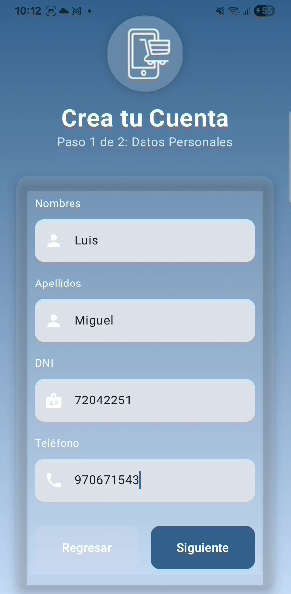 10:12
55
Crea tu Cuenta
Paso 1 de 2: Datos Personales
Nombres
Luis
Apellidos
Miguel
DNI
72042251
Teléfono
970671543
Regresar
Siguiente